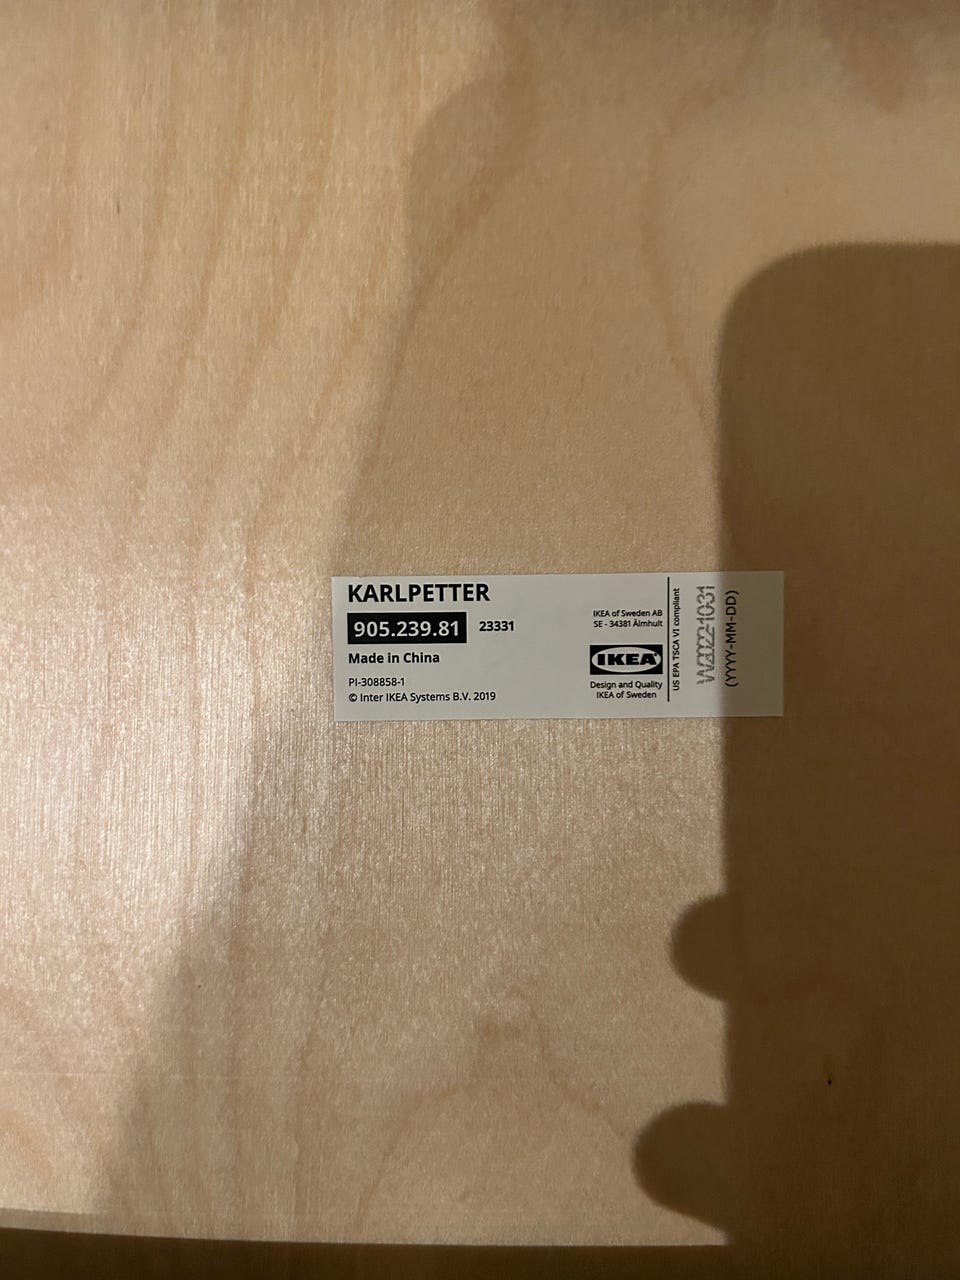 KARLPETTER
905.239.81 23331
Made in China
PI-308858-1
© Inter IKEA Systems B.V. 2019
IKEA of Sweden AB
SE - 34381 Älmhult
IKEA
Design and Quality
IKEA of Sweden
US EPA TSCA VI compliant
(YYYY-MM-DD)